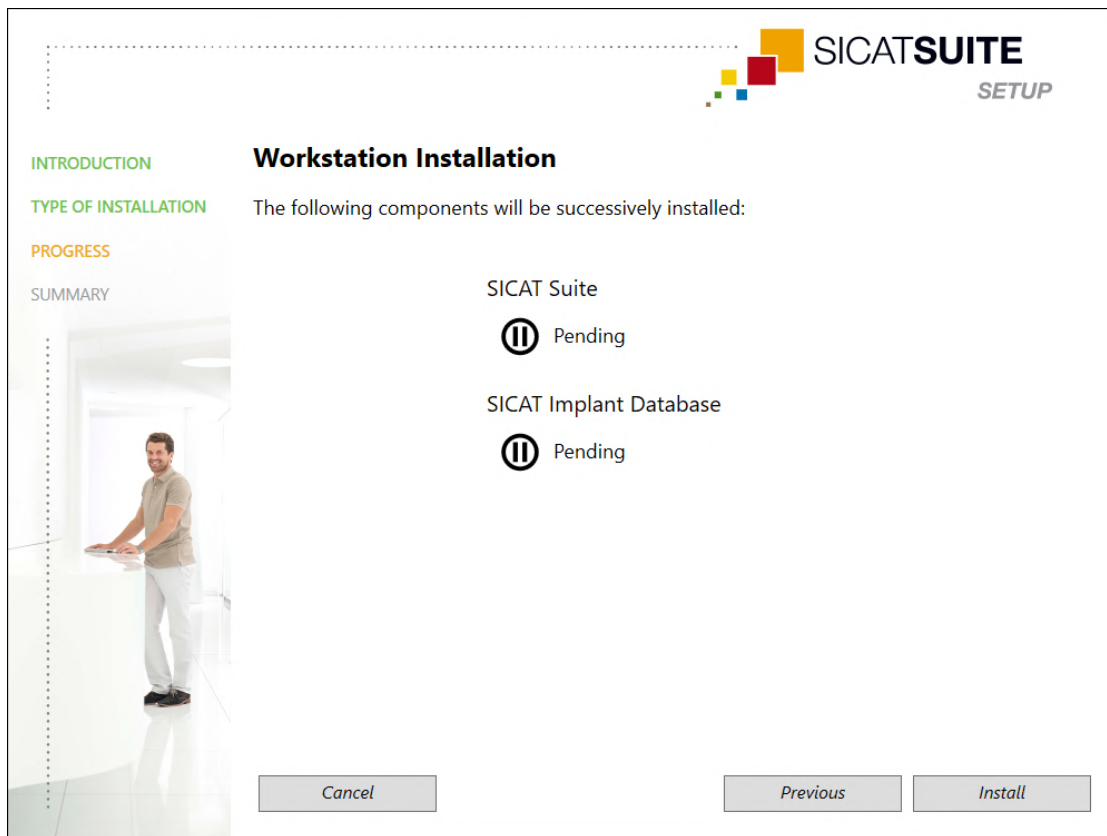 SICATSUITE
SETUP
INTRODUCTION
TYPE OF INSTALLATION
PROGRESS
SUMMARY
Workstation Installation
The following components will be successively installed:
SICAT Suite
Pending
SICAT Implant Database
Pending
Cancel
Previous
Install